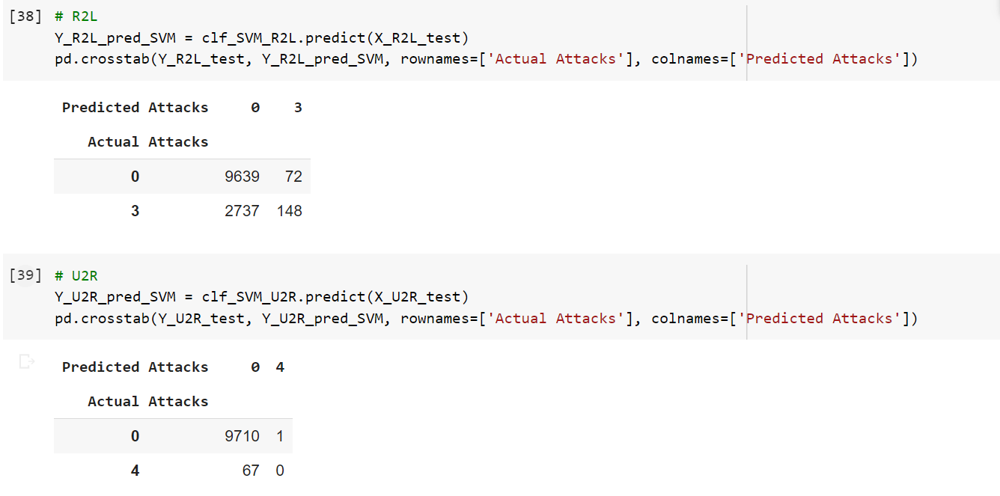 [38] # R2L
Y_R2L_pred_SVM = clf_SVM_R2L.predict(X_R2L_test)
pd.crosstab(Y_R2L_test, Y_R2L_pred_SVM, rownames=['Actual Attacks'], colnames=['Predicted Attacks'])
Predicted Attacks 0 3
Actual Attacks
0 9639 72
3 2737 148
[39] # U2R
Y_U2R_pred_SVM = clf_SVM_U2R.predict(X_U2R_test)
pd.crosstab(Y_U2R_test, Y_U2R_pred_SVM, rownames=['Actual Attacks'], colnames=['Predicted Attacks'])
Predicted Attacks 0 4
Actual Attacks
0 9710 1
4 67 0